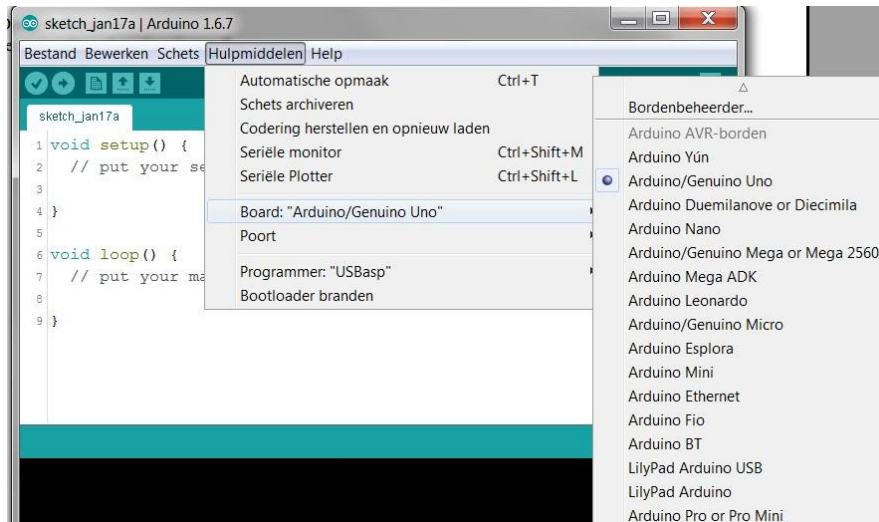 sketch_jan17a | Arduino 1.6.7
Bestand Bewerken Schets Hulpmiddelen Help
sketch_jan17a
1 void setup() {
2 // put your se
3
4 }
5
6 void loop() {
7 // put your ma
8
9 }
Automatische opmaak Ctrl+T
Schets archiveren
Codering herstellen en opnieuw laden
Seriële monitor Ctrl+Shift+M
Seriële Plotter Ctrl+Shift+L
Board: "Arduino/Genuino Uno"
Poort
Programmer: "USBasp"
Bootloader branden
Bordenbeheerder...
Arduino AVR-borden
Arduino Yún
Arduino/Genuino Uno
Arduino Duemilanove or Diecimila
Arduino Nano
Arduino/Genuino Mega or Mega 2560
Arduino Mega ADK
Arduino Leonardo
Arduino/Genuino Micro
Arduino Esplora
Arduino Mini
Arduino Ethernet
Arduino Fio
Arduino BT
LilyPad Arduino USB
LilyPad Arduino
Arduino Pro or Pro Mini